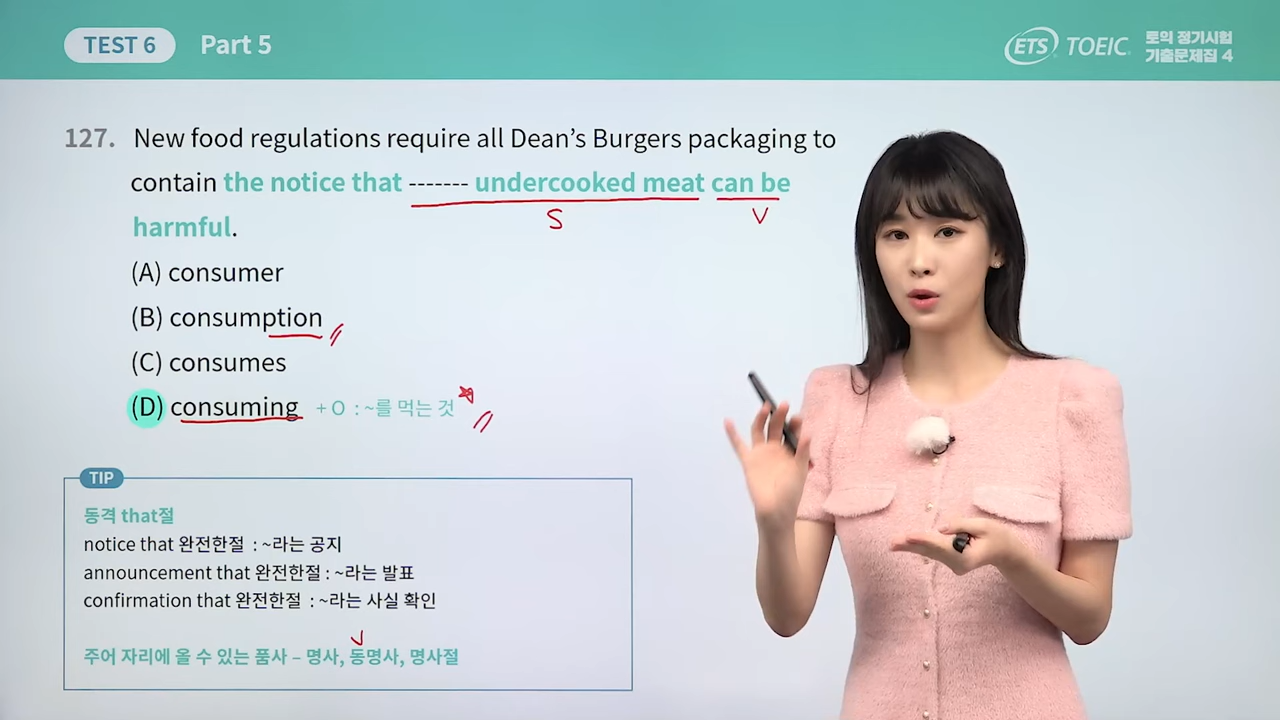 TEST 6 Part 5
ETS TOEIC 토익 정기시험
기출문제집 4
127. New food regulations require all Dean's Burgers packaging to
contain the notice that ------- undercooked meat can be
S V
harmful.
(A) consumer
(B) consumption
(C) consumes
(D) consuming + O : ~를 먹는 것
TIP
동격 that절
notice that 완전한절 : ~라는 공지
announcement that 완전한절 : ~라는 발표
confirmation that 완전한절 : ~라는 사실 확인
주어 자리에 올 수 있는 품사 – 명사, 동명사, 명사절